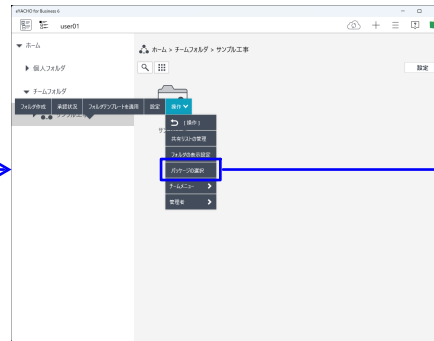 eYACHO for Business 6
user01
ホーム
ホーム > チームフォルダ > サンプル工事
個人フォルダ
設定
チームフォルダ
フォルダ作成 承認状況 フォルダテンプレートを適用 設定 操作
[操作]
共有リストの管理
フォルダの表示設定
パッケージの選択
チームメニュー
管理者